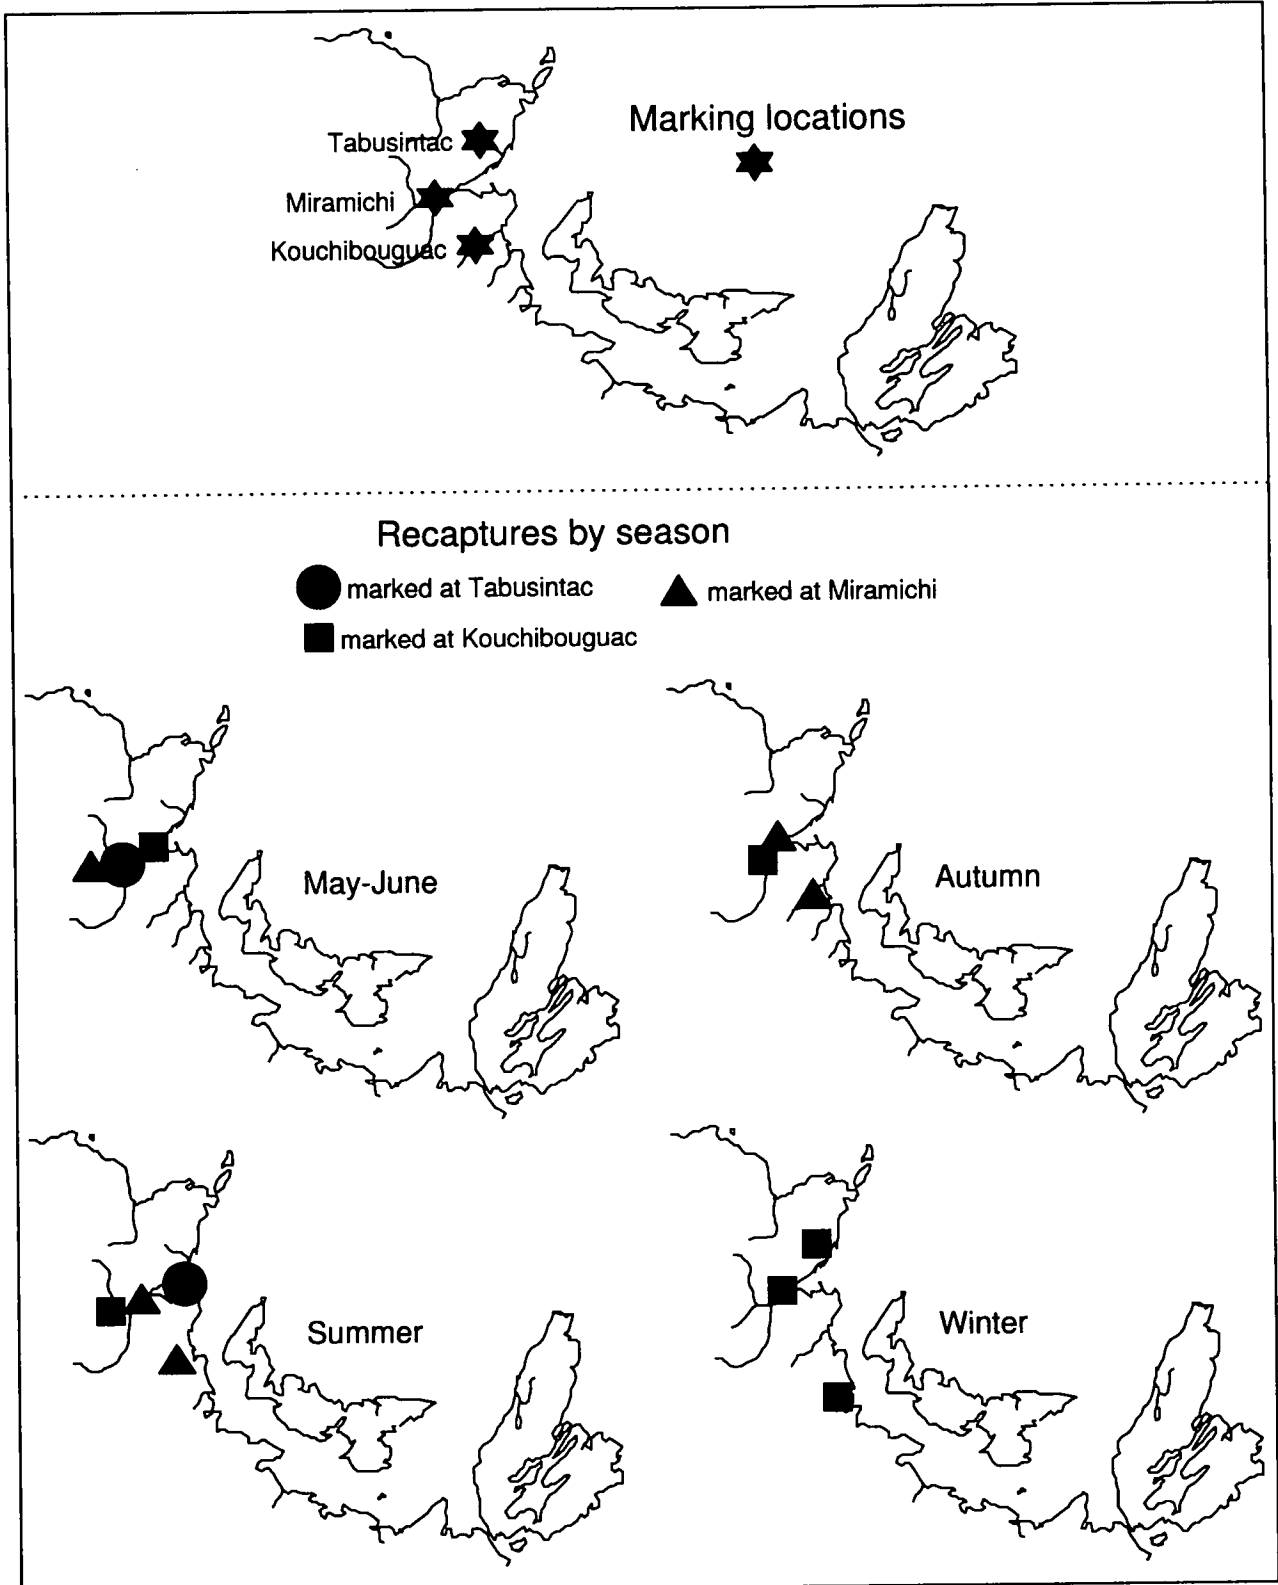 Marking locations
Tabusintac
Miramichi
Kouchibouguac
Recaptures by season
marked at Tabusintac
marked at Miramichi
marked at Kouchibouguac
May-June
Autumn
Summer
Winter